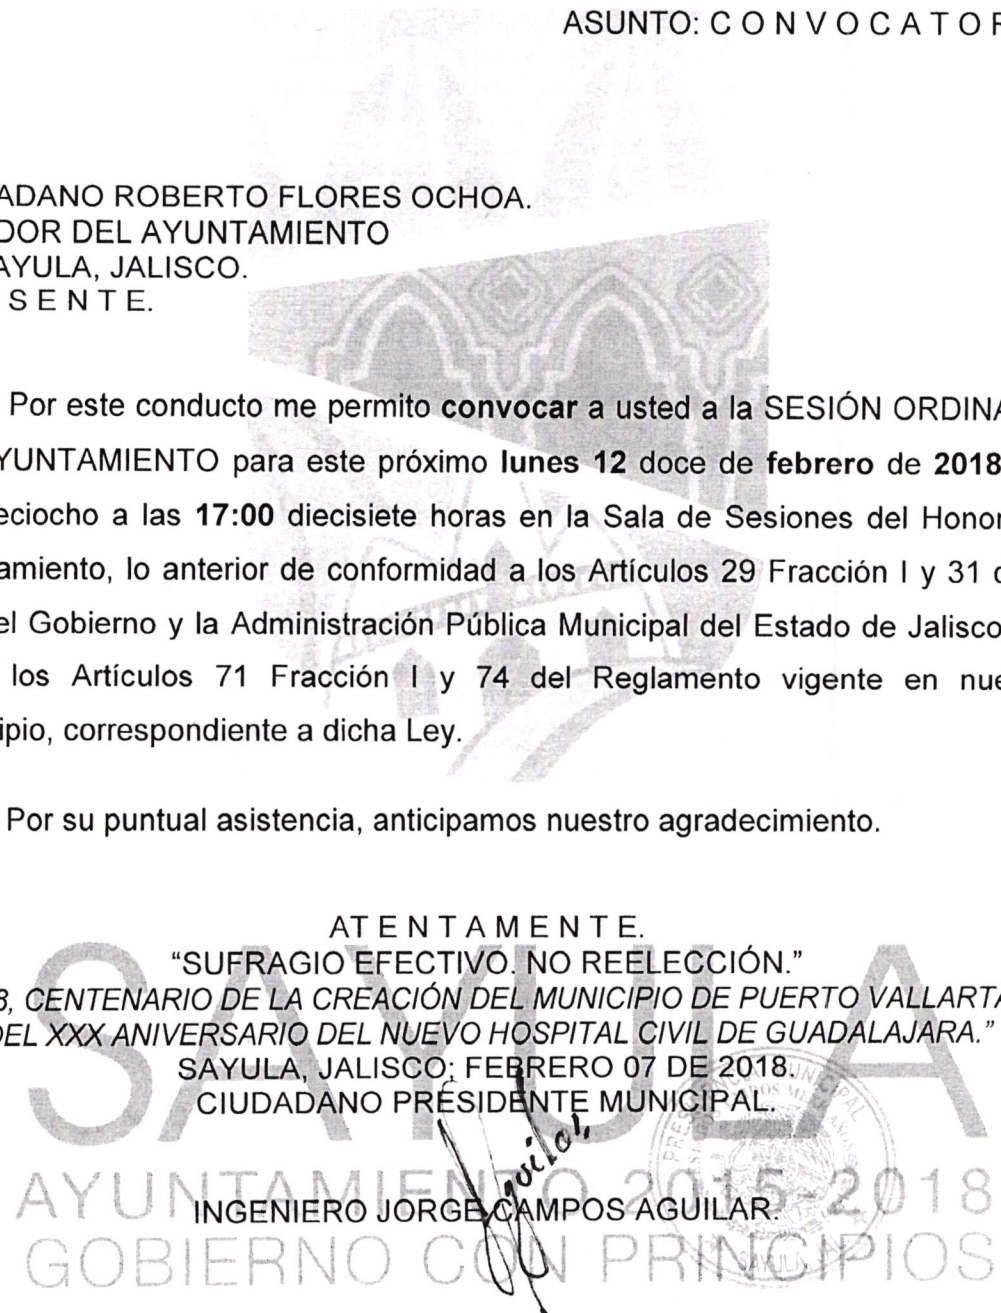 ASUNTO: C O N V O C A T O R
ADANO ROBERTO FLORES OCHOA.
DOR DEL AYUNTAMIENTO
AYULA, JALISCO.
S E N T E.
Por este conducto me permito convocar a usted a la SESIÓN ORDINA
YUNTAMIENTO para este próximo lunes 12 doce de febrero de 2018
eciocho a las 17:00 diecisiete horas en la Sala de Sesiones del Honor
amiento, lo anterior de conformidad a los Artículos 29 Fracción I y 31 d
el Gobierno y la Administración Pública Municipal del Estado de Jalisco
los Artículos 71 Fracción I y 74 del Reglamento vigente en nue
ipio, correspondiente a dicha Ley.
Por su puntual asistencia, anticipamos nuestro agradecimiento.
AT E N T A M E N T E.
“SUFRAGIO EFECTIVO. NO REELECCIÓN.”
8, CENTENARIO DE LA CREACIÓN DEL MUNICIPIO DE PUERTO VALLARTA
DEL XXX ANIVERSARIO DEL NUEVO HOSPITAL CIVIL DE GUADALAJARA.”
SAYULA, JALISCO; FEBRERO 07 DE 2018.
CIUDADANO PRESIDENTE MUNICIPAL.
INGENIERO JORGE CAMPOS AGUILAR.
SAYULA
AYUNTAMIENTO 2015-2018
GOBIERNO CON PRINCIPIOS